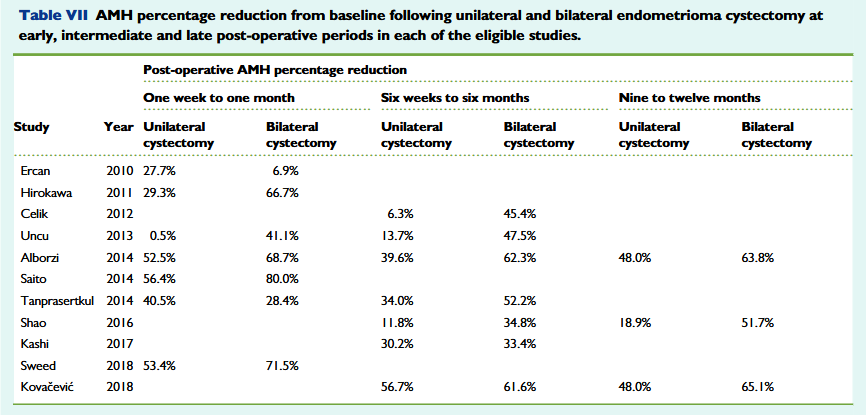 Table VII AMH percentage reduction from baseline following unilateral and bilateral endometrioma cystectomy at
early, intermediate and late post-operative periods in each of the eligible studies.
Post-operative AMH percentage reduction
One week to one month Six weeks to six months Nine to twelve months
Study Year Unilateral cystectomy Bilateral cystectomy Unilateral cystectomy Bilateral cystectomy Unilateral cystectomy Bilateral cystectomy
Ercan 2010 27.7% 6.9%
Hirokawa 2011 29.3% 66.7%
Celik 2012 6.3% 45.4%
Uncu 2013 0.5% 41.1% 13.7% 47.5%
Alborzi 2014 52.5% 68.7% 39.6% 62.3% 48.0% 63.8%
Saito 2014 56.4% 80.0%
Tanprasertkul 2014 40.5% 28.4% 34.0% 52.2%
Shao 2016 11.8% 34.8% 18.9% 51.7%
Kashi 2017 30.2% 33.4%
Sweed 2018 53.4% 71.5%
Kovačević 2018 56.7% 61.6% 48.0% 65.1%